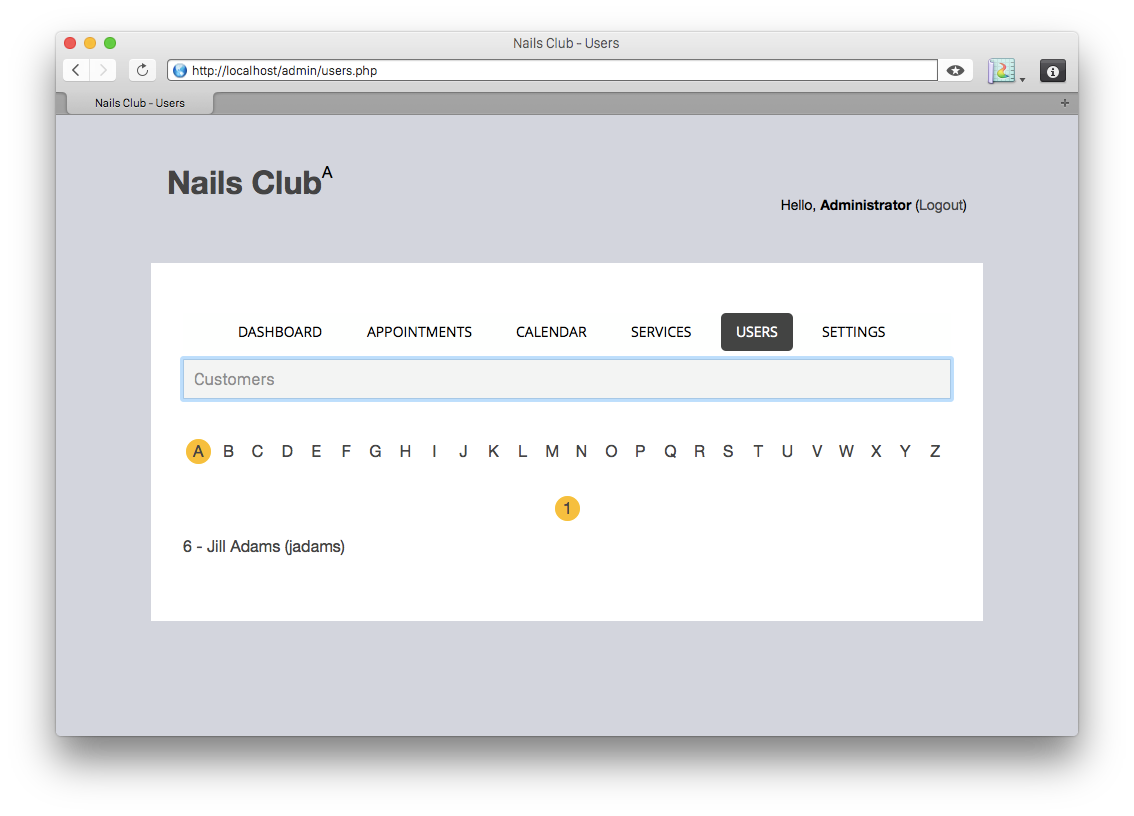 Nails Club - Users
http://localhost/admin/users.php
Nails Club - Users
Nails Club A
Hello, Administrator (Logout)
DASHBOARD APPOINTMENTS CALENDAR SERVICES USERS SETTINGS
Customers
A B C D E F G H I J K L M N O P Q R S T U V W X Y Z
1
6 - Jill Adams (jadams)